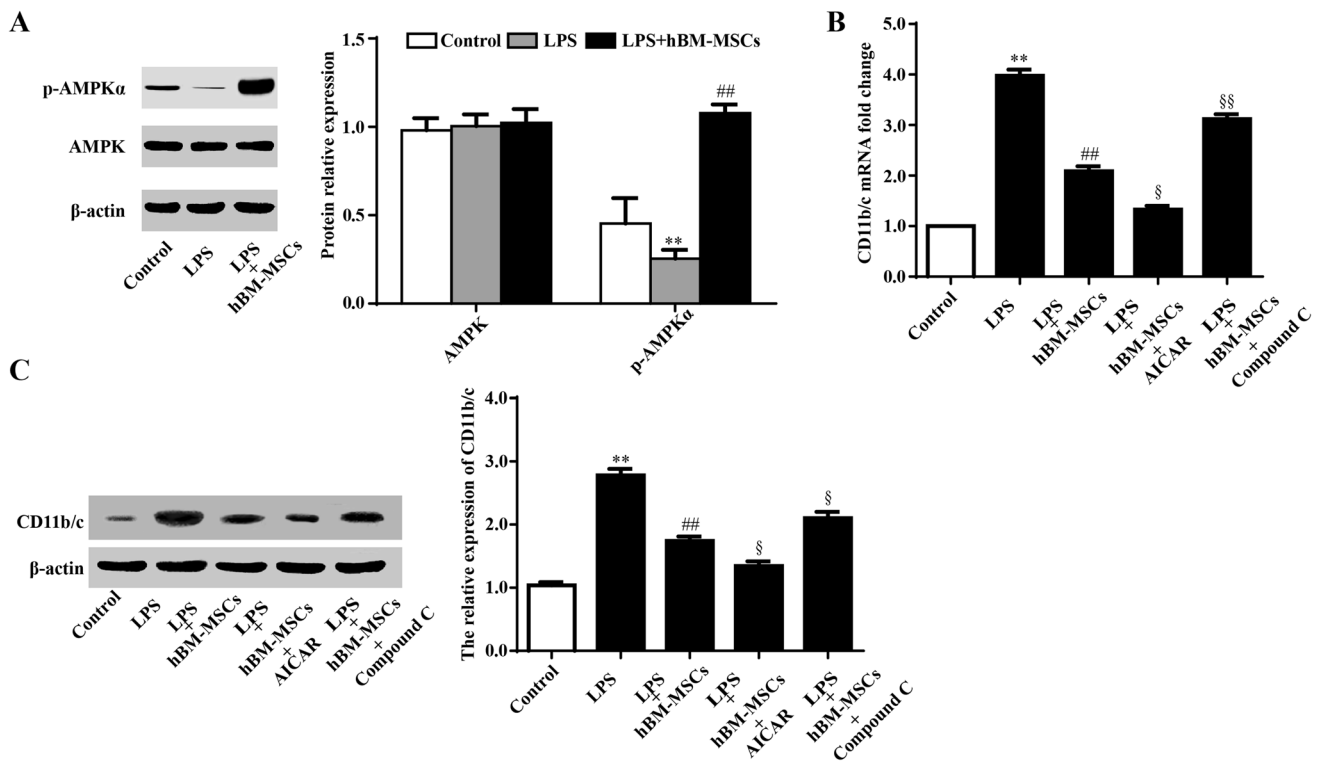 A
p-AMPKα
AMPK
β-actin
Control
LPS
LPS
+
hBM-MSCs
Protein relative expression
1.5
1.0
0.5
0.0
Control
LPS
LPS+hBM-MSCs
**
##
AMPK
p-AMPKα
B
CD11b/c mRNA fold change
5.0
4.0
3.0
2.0
1.0
0.0
**
##
§
§§
Control
LPS
LPS
+
hBM-MSCs
LPS
+
hBM-MSCs
+
AICAR
LPS
+
hBM-MSCs
+
Compound C
C
CD11b/c
β-actin
Control
LPS
LPS
+
hBM-MSCs
LPS
+
hBM-MSCs
+
AICAR
LPS
+
hBM-MSCs
+
Compound C
The relative expression of CD11b/c
4.0
3.0
2.0
1.0
0.0
**
##
§
§
Control
LPS
LPS
+
hBM-MSCs
LPS
+
hBM-MSCs
+
AICAR
LPS
+
hBM-MSCs
+
Compound C